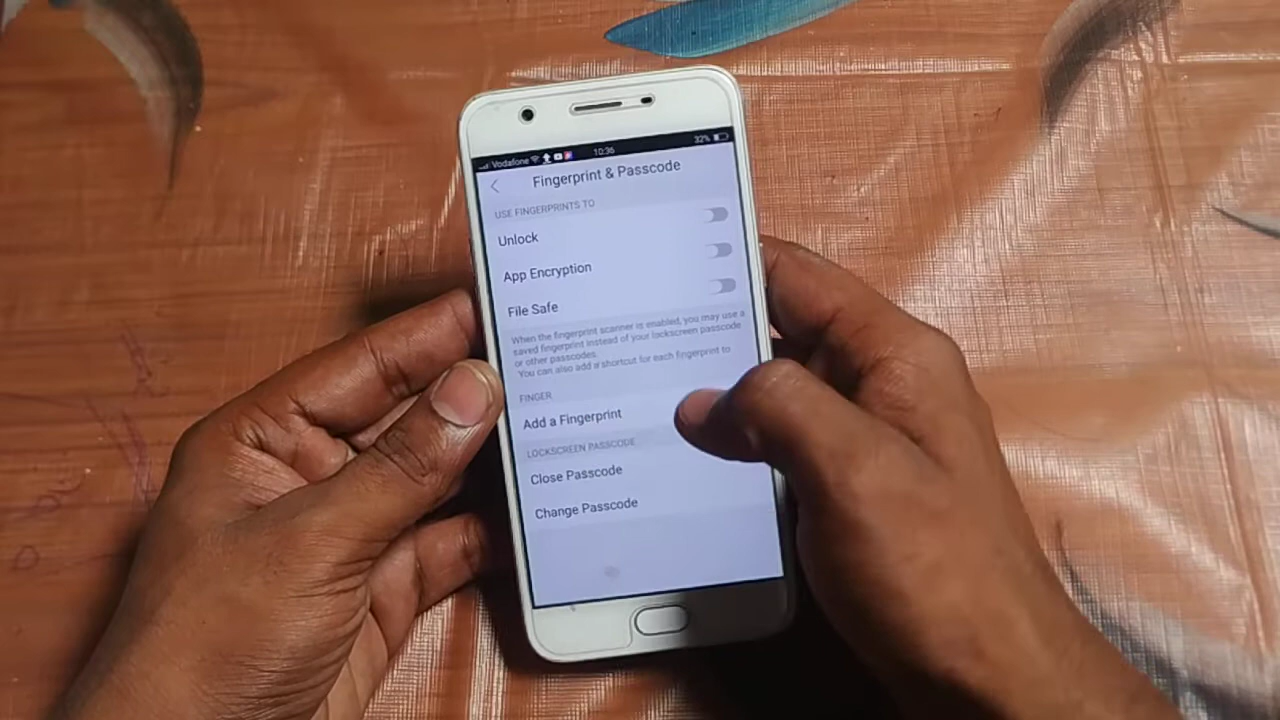 Vodafone 10:36 32%
Fingerprint & Passcode
USE FINGERPRINTS TO
Unlock
App Encryption
File Safe
When the fingerprint scanner is enabled, you may use a
saved fingerprint instead of your lockscreen passcode
or other passcodes.
You can also add a shortcut for each fingerprint to
FINGER
Add a Fingerprint
LOCKSCREEN PASSCODE
Close Passcode
Change Passcode